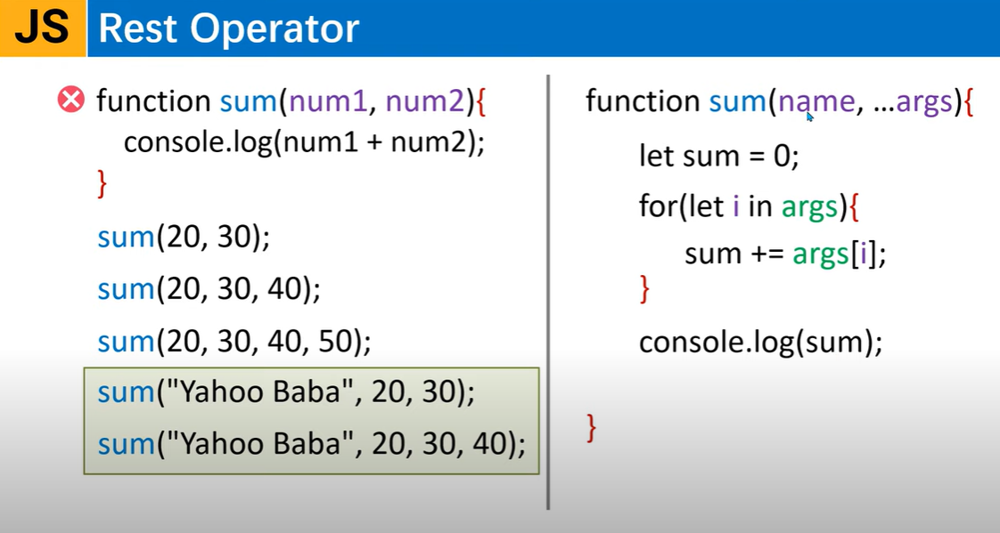 JS Rest Operator
function sum(num1, num2){
console.log(num1 + num2);
}
sum(20, 30);
sum(20, 30, 40);
sum(20, 30, 40, 50);
sum("Yahoo Baba", 20, 30);
sum("Yahoo Baba", 20, 30, 40);
function sum(name, ...args){
let sum = 0;
for(let i in args){
sum += args[i];
}
console.log(sum);
}